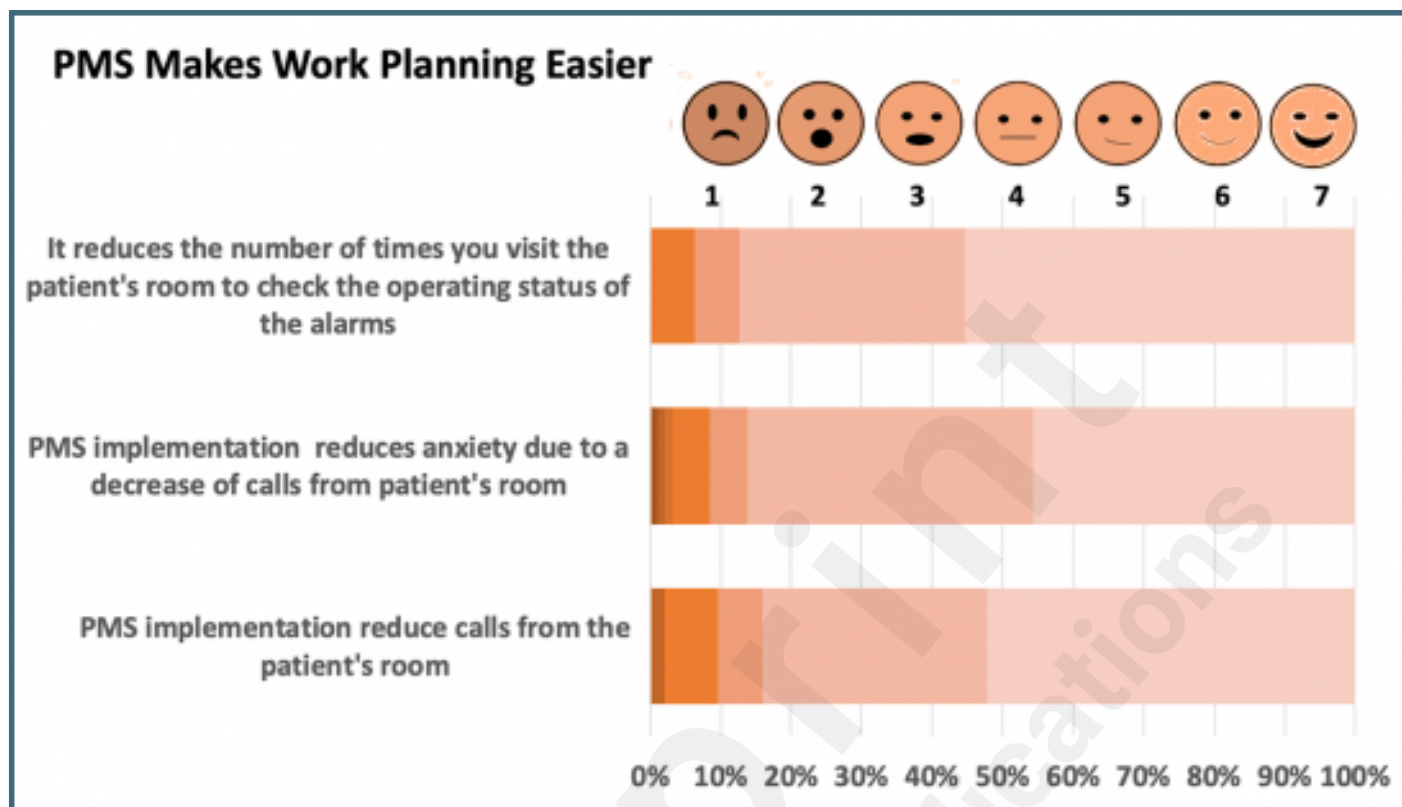 PMS Makes Work Planning Easier
1 2 3 4 5 6 7
It reduces the number of times you visit the
patient's room to check the operating status of
the alarms
PMS implementation reduces anxiety due to a
decrease of calls from patient's room
PMS implementation reduce calls from the
patient's room
0% 10% 20% 30% 40% 50% 60% 70% 80% 90% 100%
print
ications